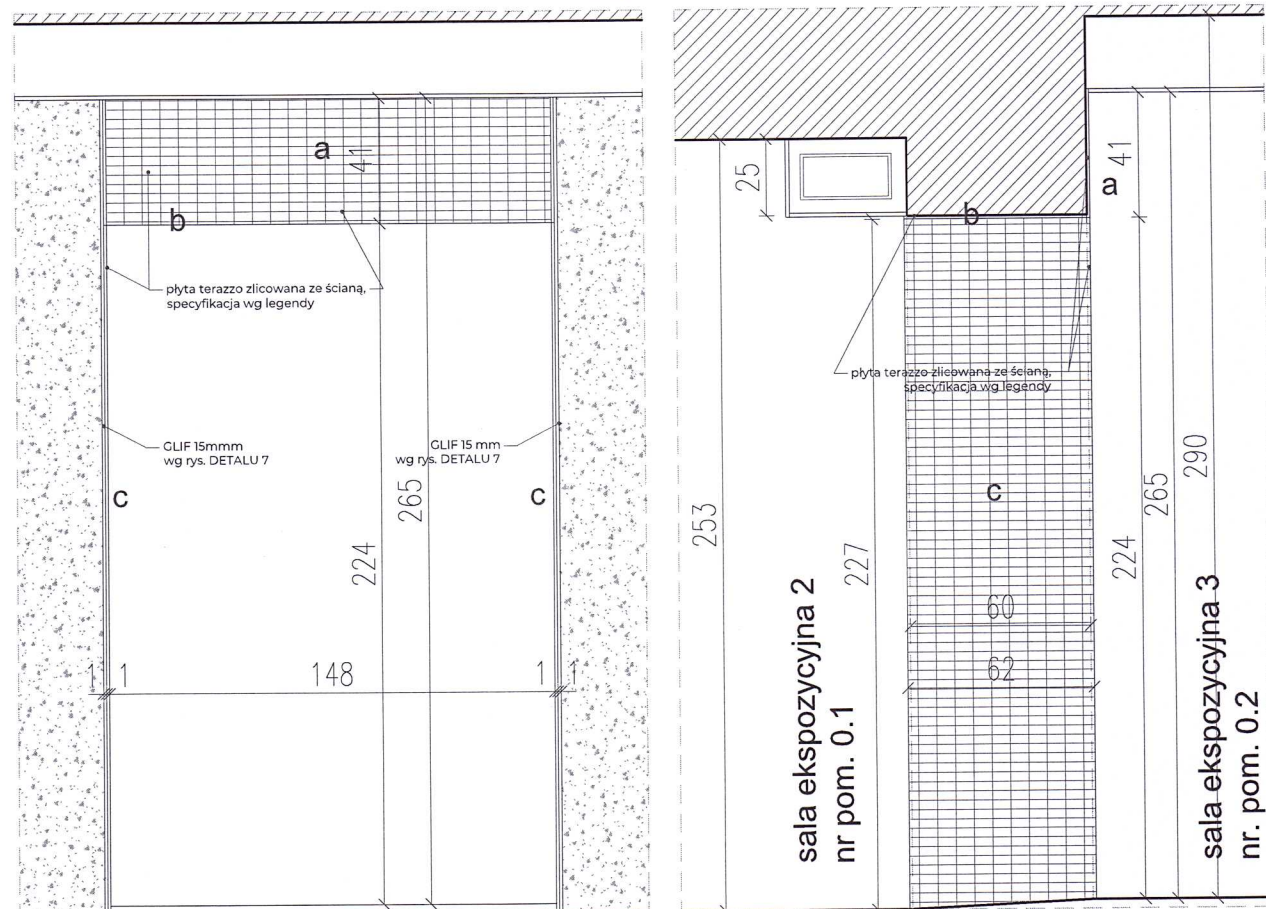 a
41
b
płyta terazzo zlicowana ze ścianą,
specyfikacja wg legendy
GLIF 15mmm
wg rys. DETALU 7
GLIF 15 mm
wg rys. DETALU 7
c
c
265
224
1 1
148
1 1
25
41
a
b
płyta terazzo zlicowana ze ścianą,
specyfikacja wg legendy
c
253
227
224
265
290
60
62
sala ekspozycyjna 2
nr pom. 0.1
sala ekspozycyjna 3
nr. pom. 0.2